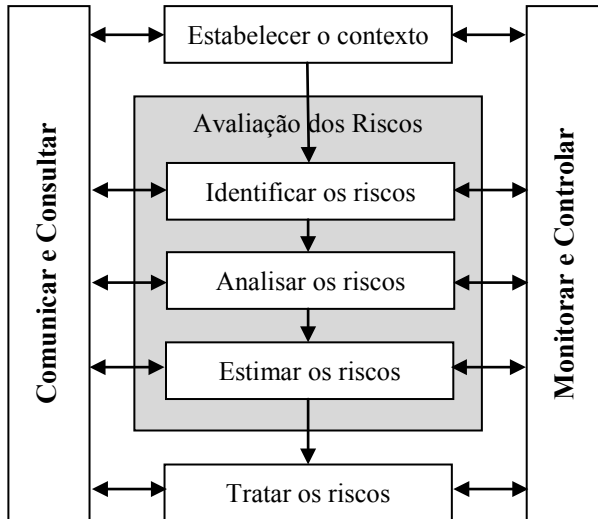 Estabelecer o contexto
Avaliação dos Riscos
Identificar os riscos
Analisar os riscos
Estimar os riscos
Tratar os riscos
Comunicar e Consultar
Monitorar e Controlar